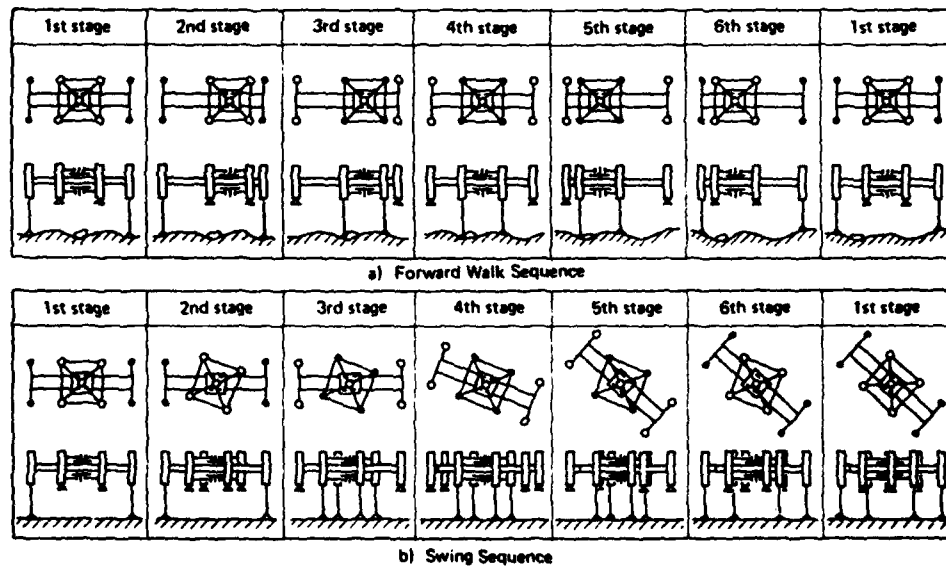 1st stage 2nd stage 3rd stage 4th stage 5th stage 6th stage 1st stage
a) Forward Walk Sequence
1st stage 2nd stage 3rd stage 4th stage 5th stage 6th stage 1st stage
b) Swing Sequence